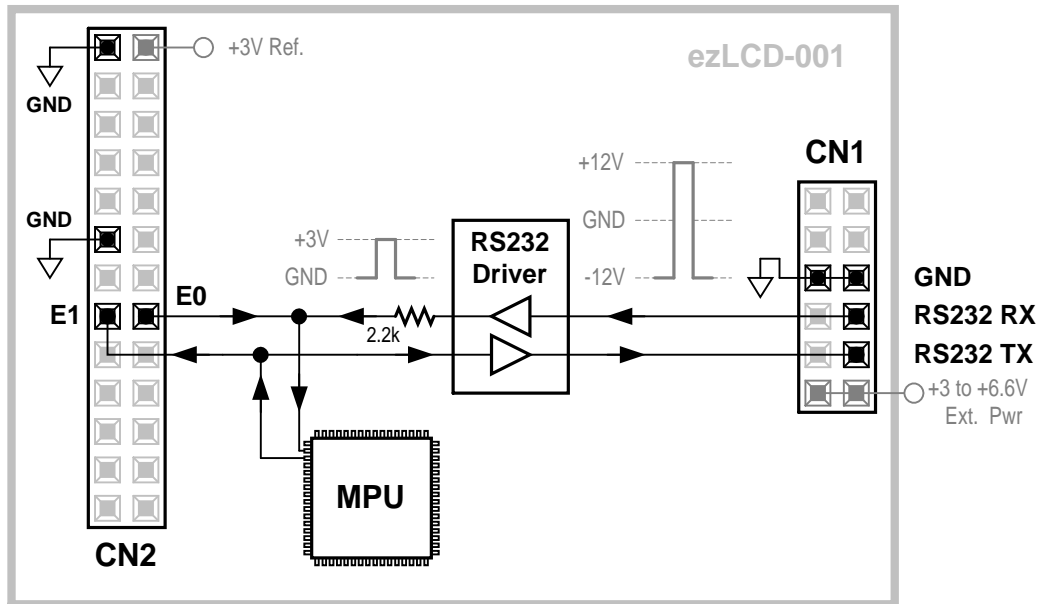 +3V Ref.
ezLCD-001
GND
CN1
+12V
GND
GND
-12V
+3V
GND
RS232
Driver
E0
E1
2.2k
GND
RS232 RX
RS232 TX
+3 to +6.6V
Ext. Pwr
MPU
CN2